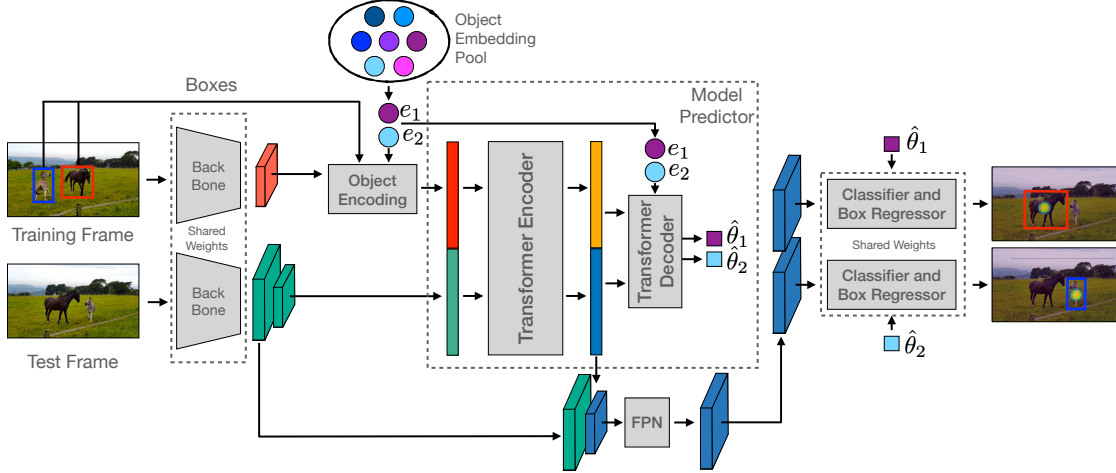 Object
Embedding
Pool
Boxes
e₁
e₂
Model
Predictor
e₁
e₂
θ̂₁
Back
Bone
Object
Encoding
Transformer Encoder
Classifier and
Box Regressor
Training Frame
Shared
Weights
Transformer
Decoder
θ̂₁
θ̂₂
Shared Weights
Back
Bone
Classifier and
Box Regressor
Test Frame
θ̂₂
FPN